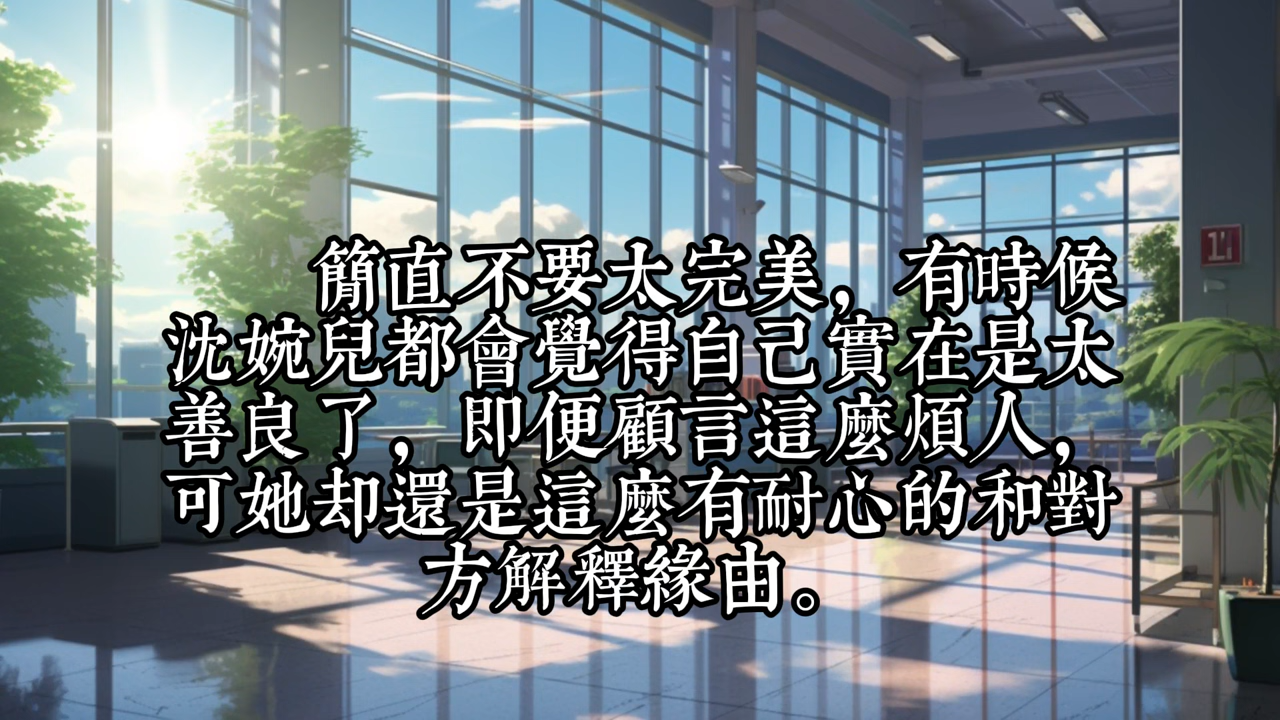 簡直不要太完美，有時候
沈婉兒都會覺得自己實在是太
善良了，即便顧言這麼煩人，
可她却還是這麼有耐心的和對
方解釋緣由。